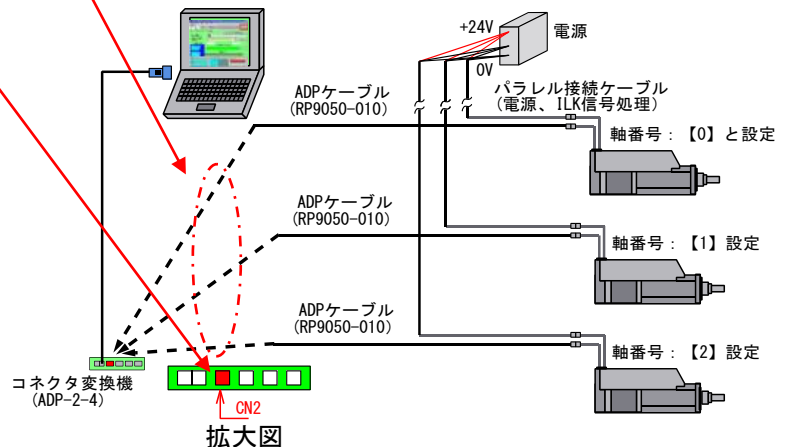 +24V
電源
0V
ADPケーブル
(RP9050-010)
パラレル接続ケーブル
(電源、ILK信号処理)
軸番号：【0】と設定
ADPケーブル
(RP9050-010)
軸番号：【1】設定
ADPケーブル
(RP9050-010)
軸番号：【2】設定
コネクタ変換機
(ADP-2-4)
CN2
拡大図